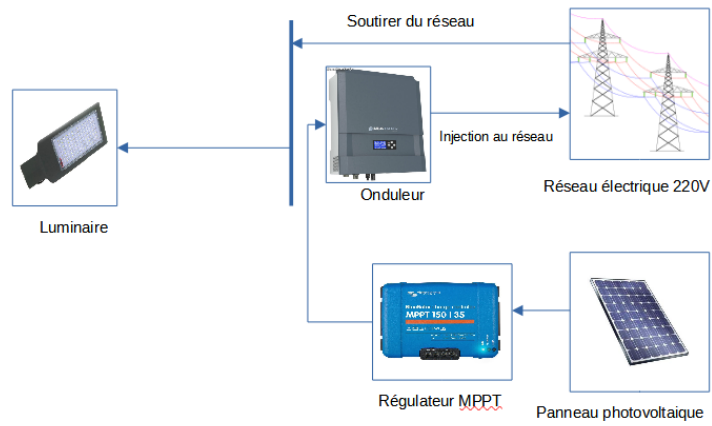 Soutirer du réseau
Injection au réseau
Onduleur
Réseau électrique 220V
Luminaire
MPPT 150 | 35
Régulateur MPPT
Panneau photovoltaique